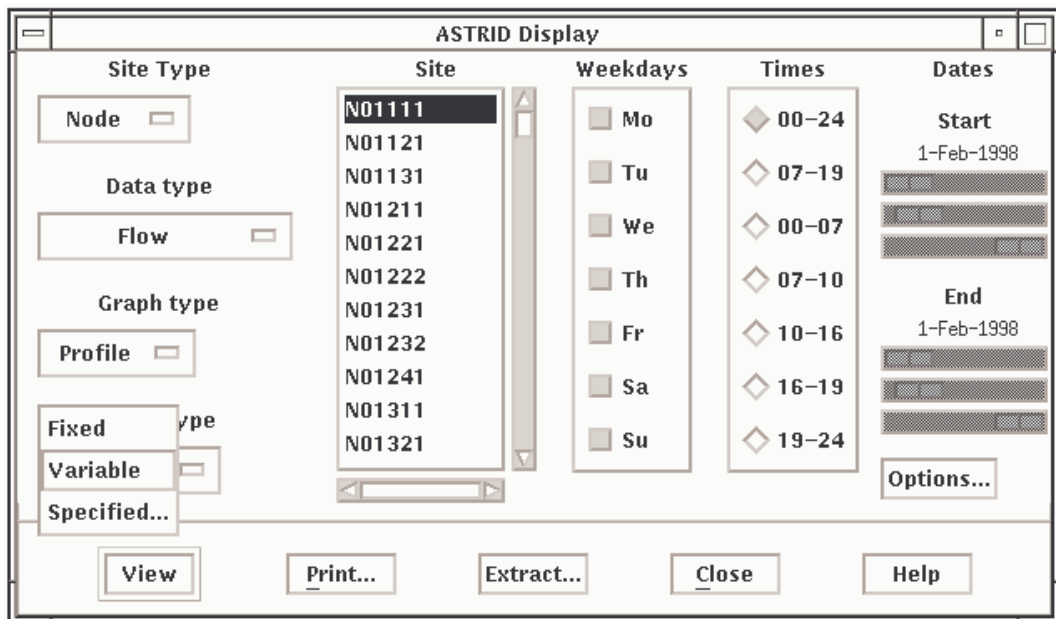 ASTRID Display
Site Type
Node
Data type
Flow
Graph type
Profile
ype
Fixed
Variable
Specified...
Site
N01111
N01121
N01131
N01211
N01221
N01222
N01231
N01232
N01241
N01311
N01321
Weekdays
Mo
Tu
We
Th
Fr
Sa
Su
Times
00-24
07-19
00-07
07-10
10-16
16-19
19-24
Dates
Start
1-Feb-1998
End
1-Feb-1998
Options...
View
Print...
Extract...
Close
Help